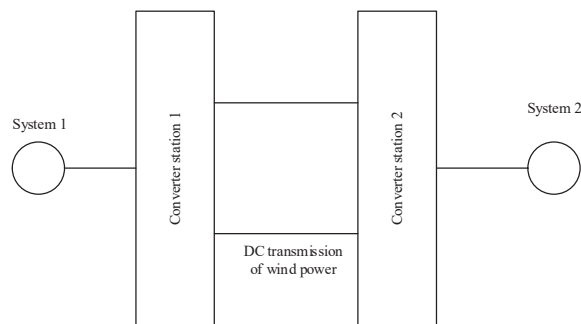 System 1
Converter station 1
Converter station 2
System 2
DC transmission
of wind power